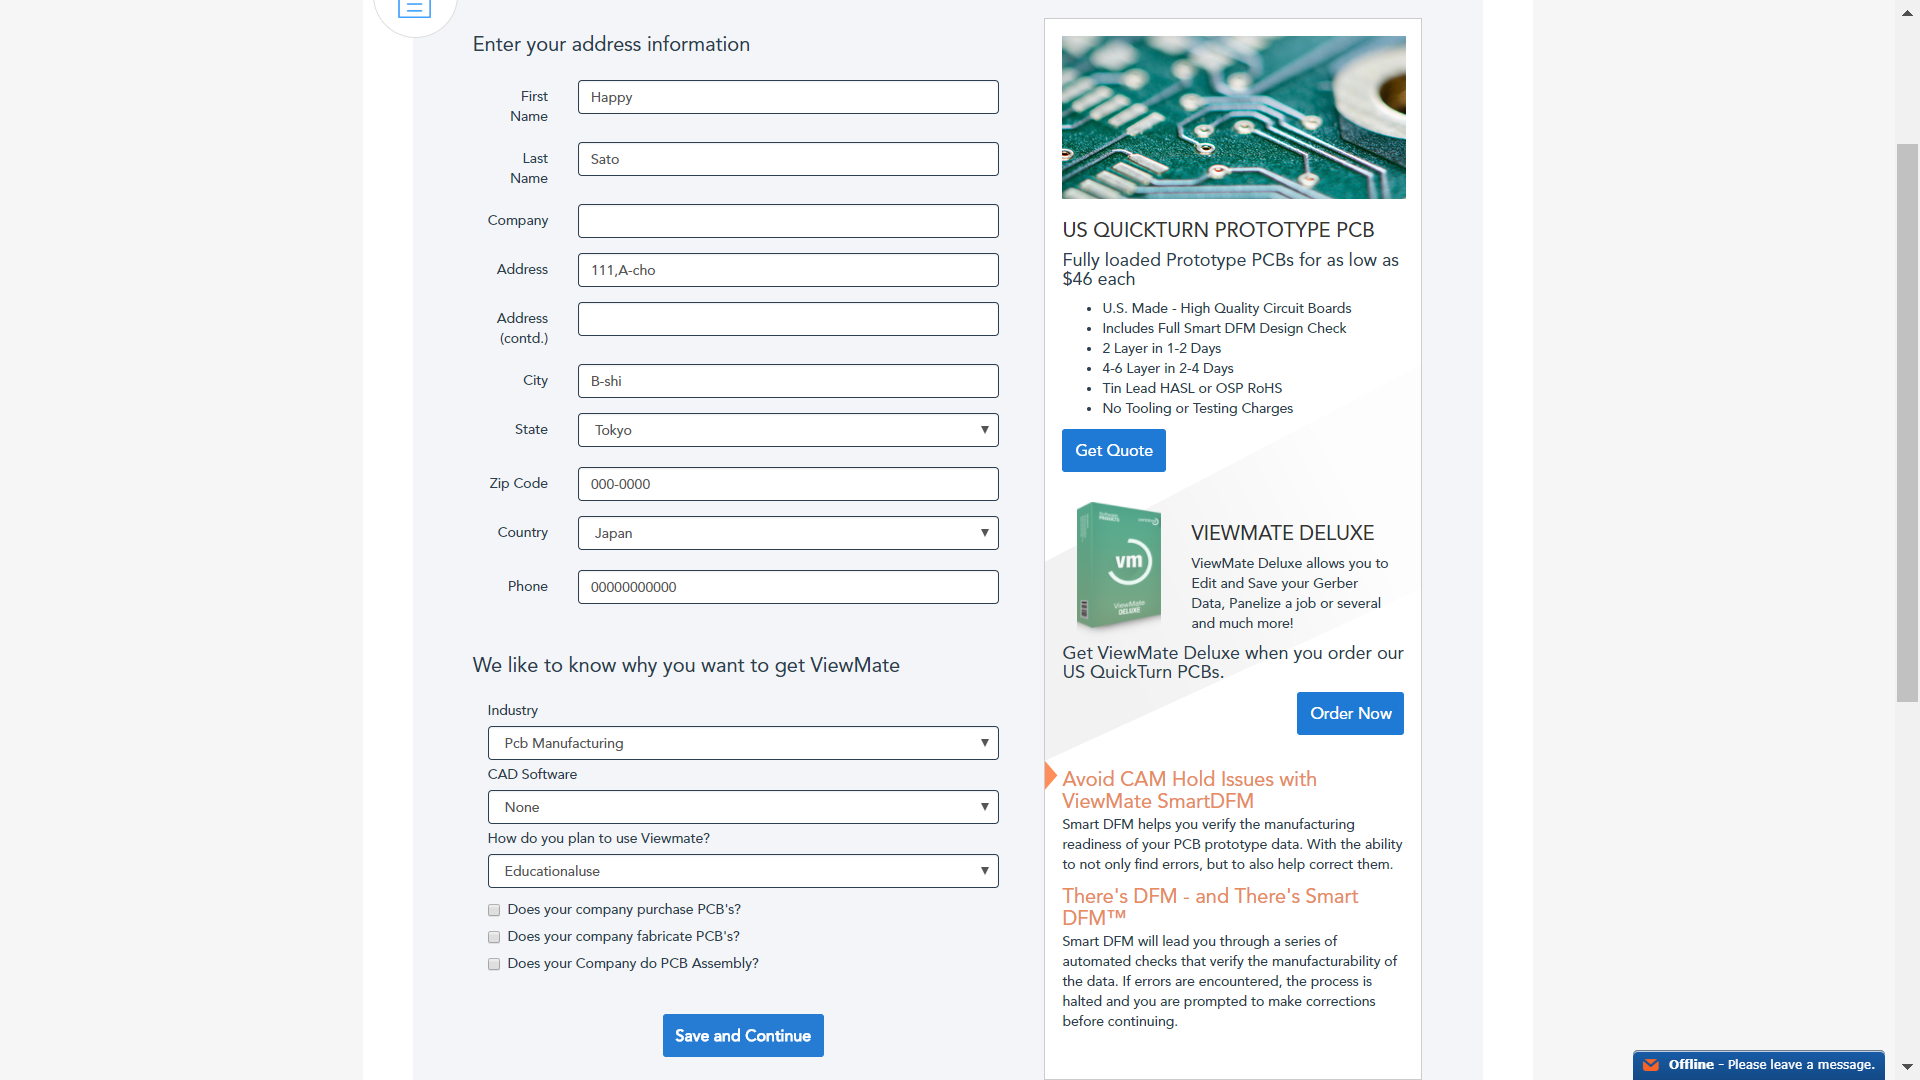 Enter your address information
First
Name
Happy
Last
Name
Sato
Company
Address
111,A-cho
Address
(contd.)
City
B-shi
State
Tokyo
Zip Code
000-0000
Country
Japan
Phone
00000000000
We like to know why you want to get ViewMate
Industry
Pcb Manufacturing
CAD Software
None
How do you plan to use Viewmate?
Educationaluse
Does your company purchase PCB's?
Does your company fabricate PCB's?
Does your Company do PCB Assembly?
Save and Continue
US QUICKTURN PROTOTYPE PCB
Fully loaded Prototype PCBs for as low as
$46 each
U.S. Made - High Quality Circuit Boards
Includes Full Smart DFM Design Check
2 Layer in 1-2 Days
4-6 Layer in 2-4 Days
Tin Lead HASL or OSP RoHS
No Tooling or Testing Charges
Get Quote
vm
ViewMate
DELUXE
VIEWMATE DELUXE
ViewMate Deluxe allows you to
Edit and Save your Gerber
Data, Panelize a job or several
and much more!
Get ViewMate Deluxe when you order our
US QuickTurn PCBs.
Order Now
Avoid CAM Hold Issues with
ViewMate SmartDFM
Smart DFM helps you verify the manufacturing
readiness of your PCB prototype data. With the ability
to not only find errors, but to also help correct them.
There's DFM - and There's Smart
DFM™
Smart DFM will lead you through a series of
automated checks that verify the manufacturability of
the data. If errors are encountered, the process is
halted and you are prompted to make corrections
before continuing.
Offline - Please leave a message.